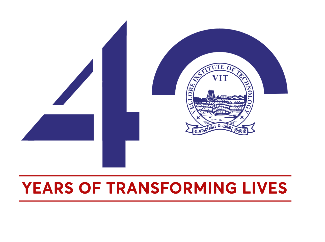 40
VELLORE INSTITUTE OF TECHNOLOGY
VIT
YEARS OF TRANSFORMING LIVES